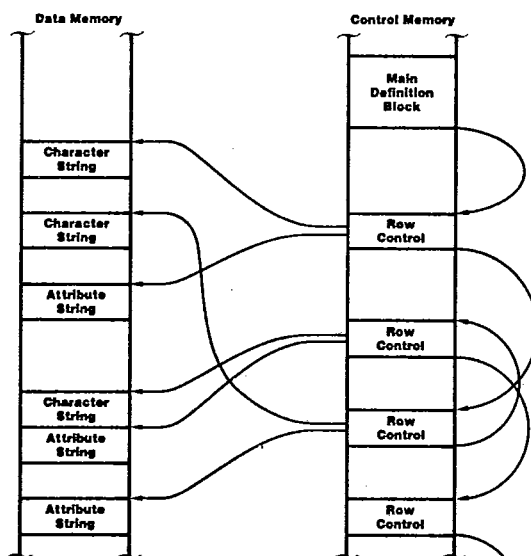 Data Memory
Control Memory
Main
Definition
Block
Character
String
Character
String
Row
Control
Attribute
String
Row
Control
Character
String
Row
Control
Attribute
String
Attribute
String
Row
Control